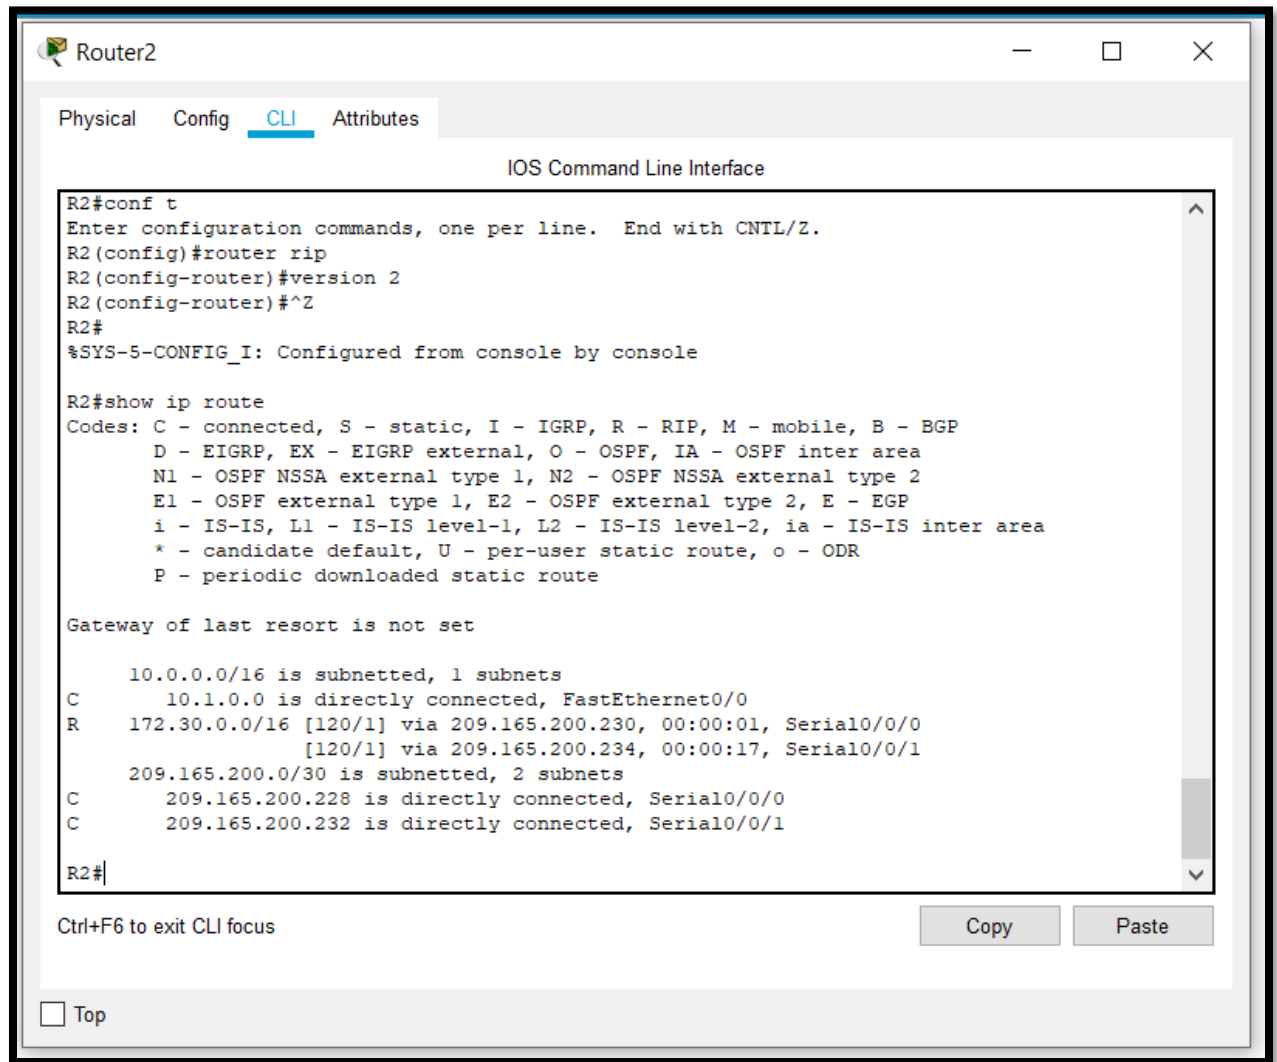 Router2
Physical Config CLI Attributes
IOS Command Line Interface
R2#conf t
Enter configuration commands, one per line.  End with CNTL/Z.
R2(config)#router rip
R2(config-router)#version 2
R2(config-router)#^Z
R2#
%SYS-5-CONFIG_I: Configured from console by console
R2#show ip route
Codes: C - connected, S - static, I - IGRP, R - RIP, M - mobile, B - BGP
       D - EIGRP, EX - EIGRP external, O - OSPF, IA - OSPF inter area
       N1 - OSPF NSSA external type 1, N2 - OSPF NSSA external type 2
       E1 - OSPF external type 1, E2 - OSPF external type 2, E - EGP
       i - IS-IS, L1 - IS-IS level-1, L2 - IS-IS level-2, ia - IS-IS inter area
       * - candidate default, U - per-user static route, o - ODR
       P - periodic downloaded static route
Gateway of last resort is not set
     10.0.0.0/16 is subnetted, 1 subnets
C       10.1.0.0 is directly connected, FastEthernet0/0
R    172.30.0.0/16 [120/1] via 209.165.200.230, 00:00:01, Serial0/0/0
                   [120/1] via 209.165.200.234, 00:00:17, Serial0/0/1
     209.165.200.0/30 is subnetted, 2 subnets
C       209.165.200.228 is directly connected, Serial0/0/0
C       209.165.200.232 is directly connected, Serial0/0/1
R2#
Ctrl+F6 to exit CLI focus
Copy Paste
Top